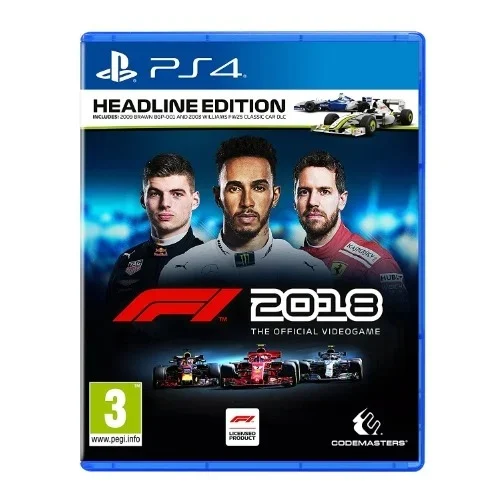 PS4
HEADLINE EDITION
INCLUDES: 2009 BRAWN BGP-001 AND 2003 WILLIAMS FW25 CLASSIC CAR DLC
F1™ 2018
THE OFFICIAL VIDEOGAME
3
www.pegi.info
F1
LICENSED
PRODUCT
CODEMASTERS®